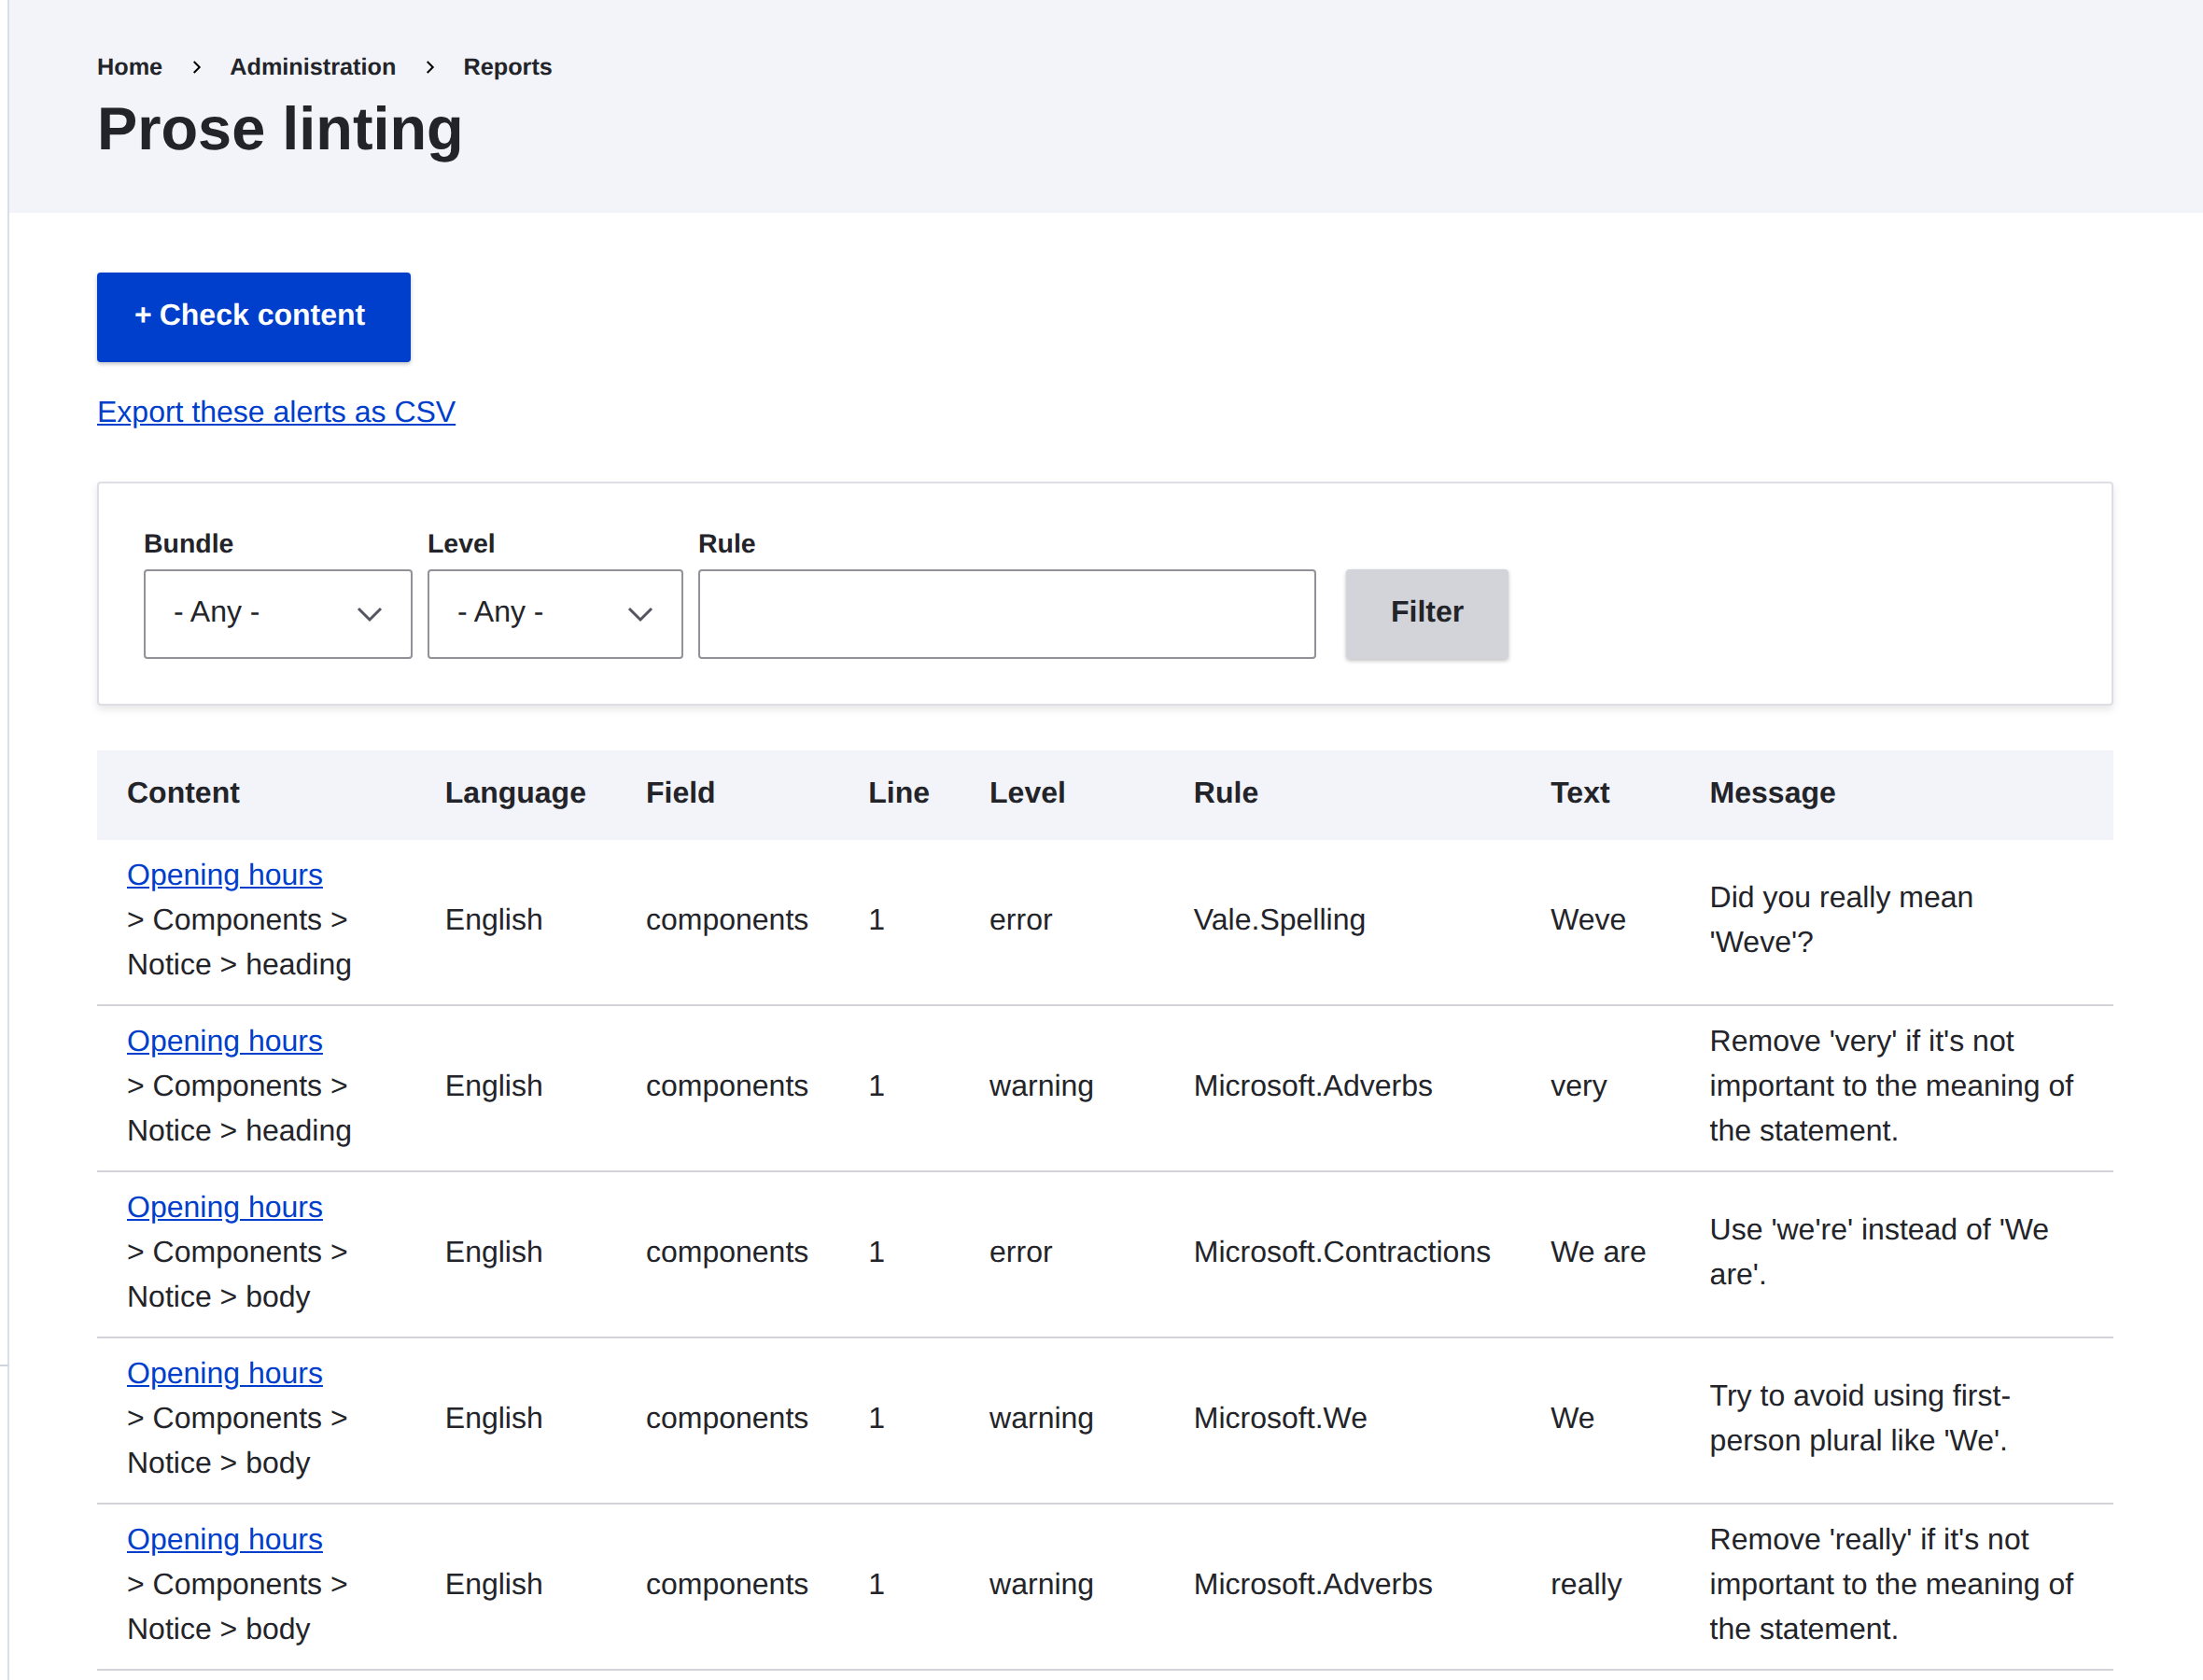 Home > Administration > Reports
Prose linting
+ Check content
Export these alerts as CSV
Bundle Level Rule
- Any - - Any - Filter
Content Language Field Line Level Rule Text Message
Opening hours
> Components >
Notice > heading
English components 1 error Vale.Spelling Weve
Did you really mean
'Weve'?
Opening hours
> Components >
Notice > heading
English components 1 warning Microsoft.Adverbs very
Remove 'very' if it's not
important to the meaning of
the statement.
Opening hours
> Components >
Notice > body
English components 1 error Microsoft.Contractions We are
Use 'we're' instead of 'We
are'.
Opening hours
> Components >
Notice > body
English components 1 warning Microsoft.We We
Try to avoid using first-
person plural like 'We'.
Opening hours
> Components >
Notice > body
English components 1 warning Microsoft.Adverbs really
Remove 'really' if it's not
important to the meaning of
the statement.